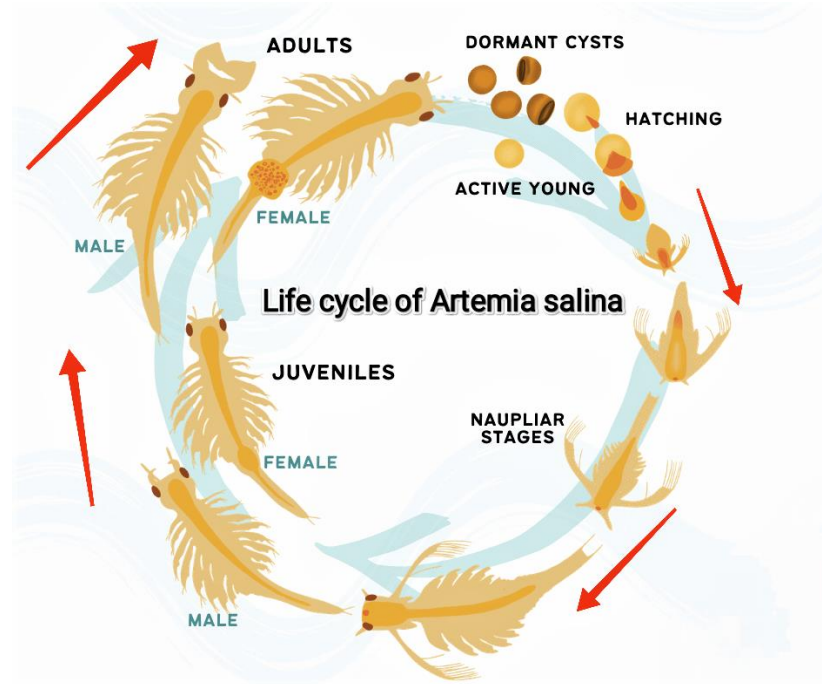 ADULTS
DORMANT CYSTS
HATCHING
ACTIVE YOUNG
FEMALE
MALE
Life cycle of Artemia salina
JUVENILES
NAUPLIAR
STAGES
FEMALE
MALE